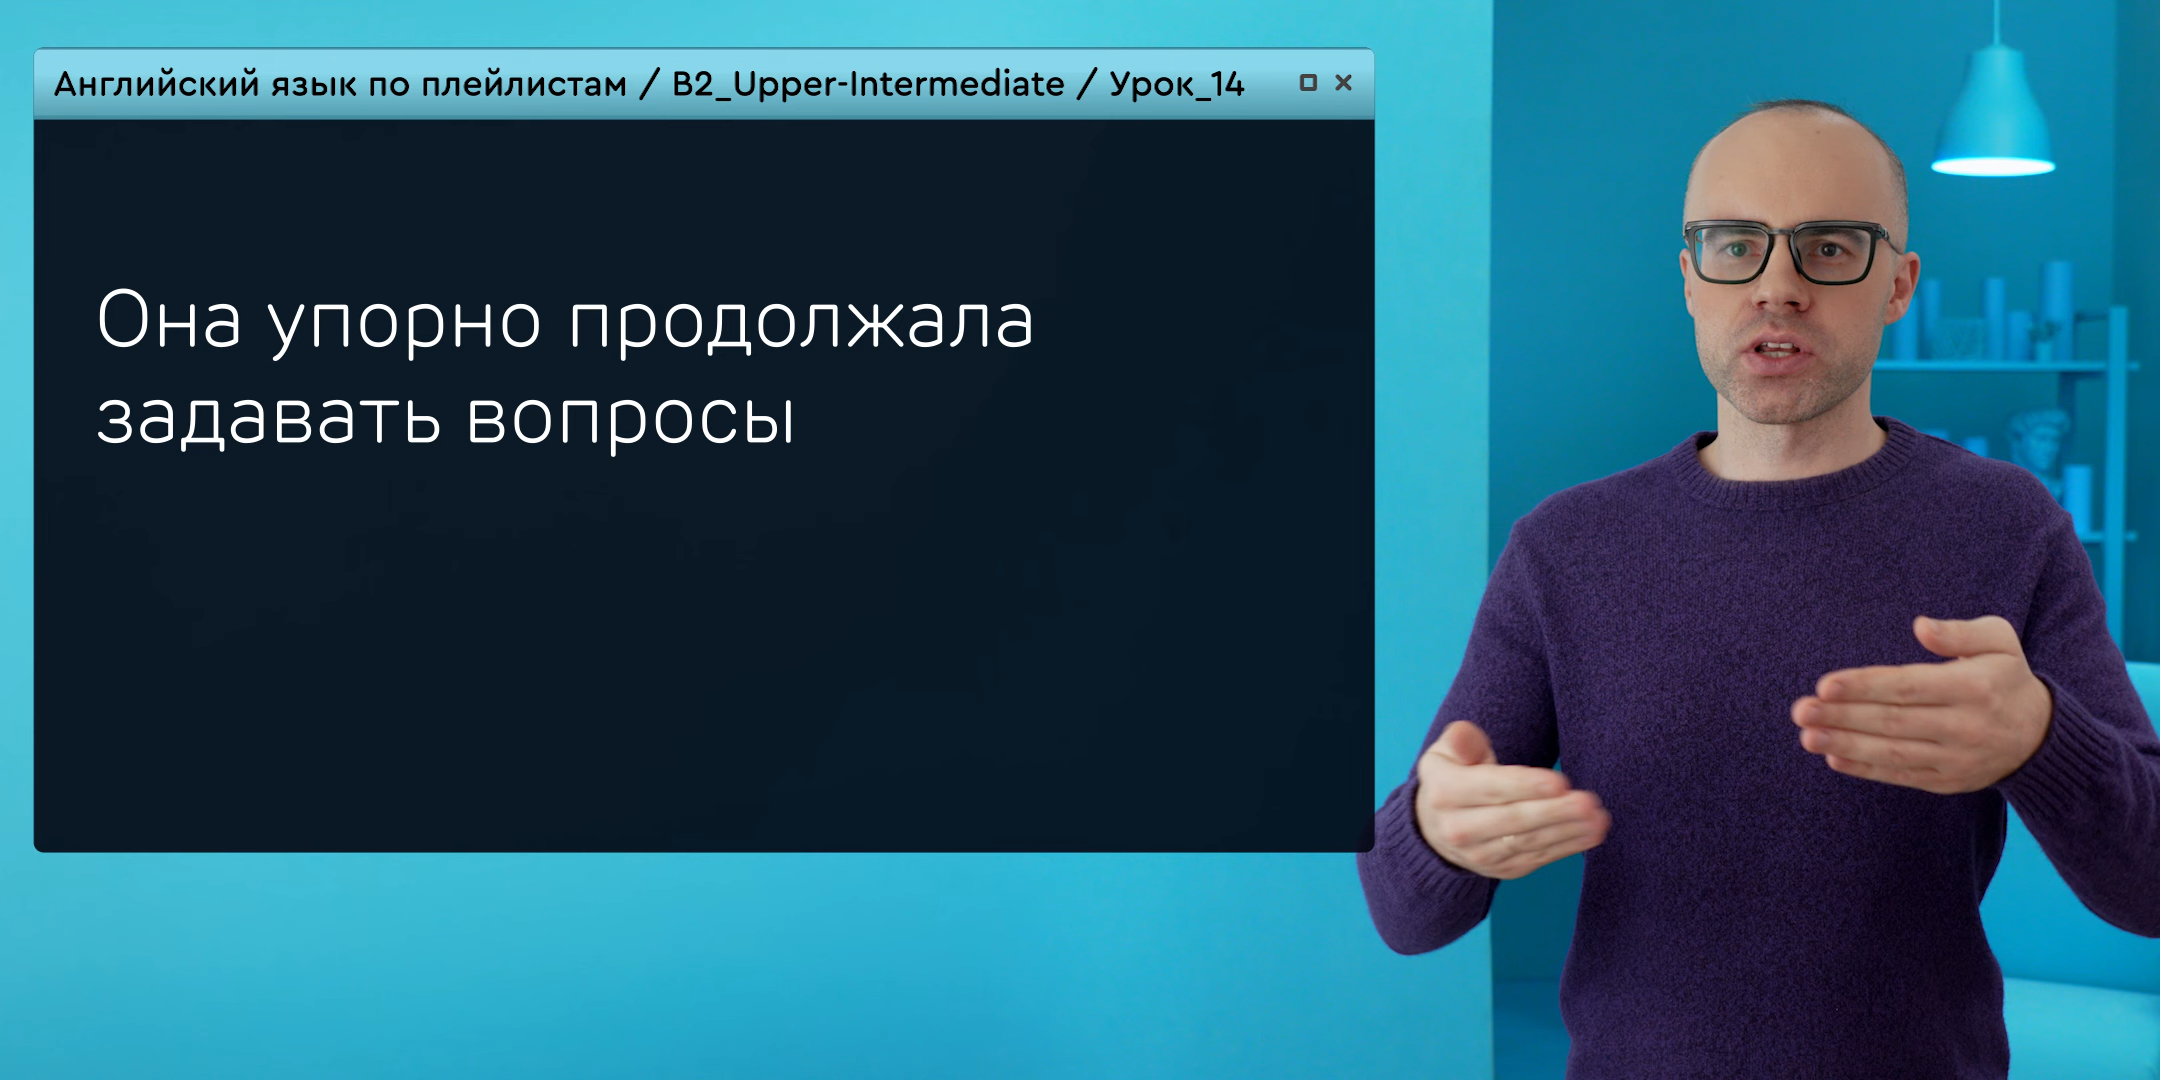 Английский язык по плейлистам / B2_Upper-Intermediate / Урок_14
Она упорно продолжала
задавать вопросы